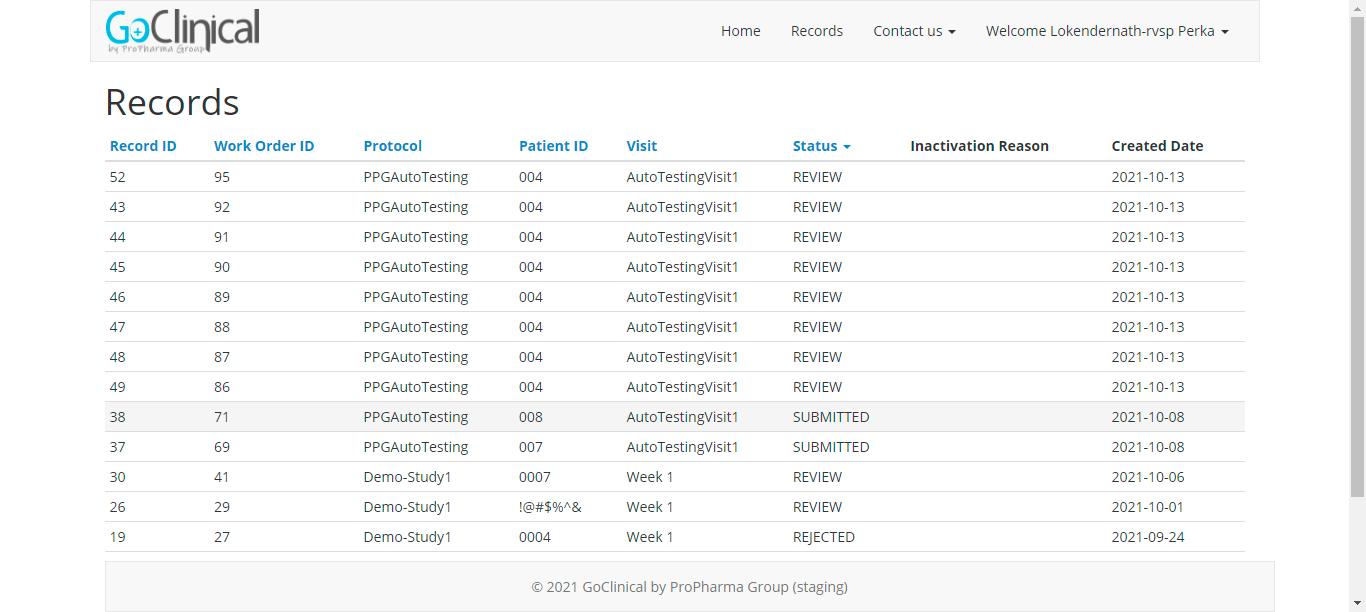 GoClinical
by ProPharma Group
Home Records Contact us Welcome Lokendernath-rvsp Perka
Records
Record ID Work Order ID Protocol Patient ID Visit Status Inactivation Reason Created Date
52 95 PPGAutoTesting 004 AutoTestingVisit1 REVIEW 2021-10-13
43 92 PPGAutoTesting 004 AutoTestingVisit1 REVIEW 2021-10-13
44 91 PPGAutoTesting 004 AutoTestingVisit1 REVIEW 2021-10-13
45 90 PPGAutoTesting 004 AutoTestingVisit1 REVIEW 2021-10-13
46 89 PPGAutoTesting 004 AutoTestingVisit1 REVIEW 2021-10-13
47 88 PPGAutoTesting 004 AutoTestingVisit1 REVIEW 2021-10-13
48 87 PPGAutoTesting 004 AutoTestingVisit1 REVIEW 2021-10-13
49 86 PPGAutoTesting 004 AutoTestingVisit1 REVIEW 2021-10-13
38 71 PPGAutoTesting 008 AutoTestingVisit1 SUBMITTED 2021-10-08
37 69 PPGAutoTesting 007 AutoTestingVisit1 SUBMITTED 2021-10-08
30 41 Demo-Study1 0007 Week 1 REVIEW 2021-10-06
26 29 Demo-Study1 !@#$%^& Week 1 REVIEW 2021-10-01
19 27 Demo-Study1 0004 Week 1 REJECTED 2021-09-24
© 2021 GoClinical by ProPharma Group (staging)